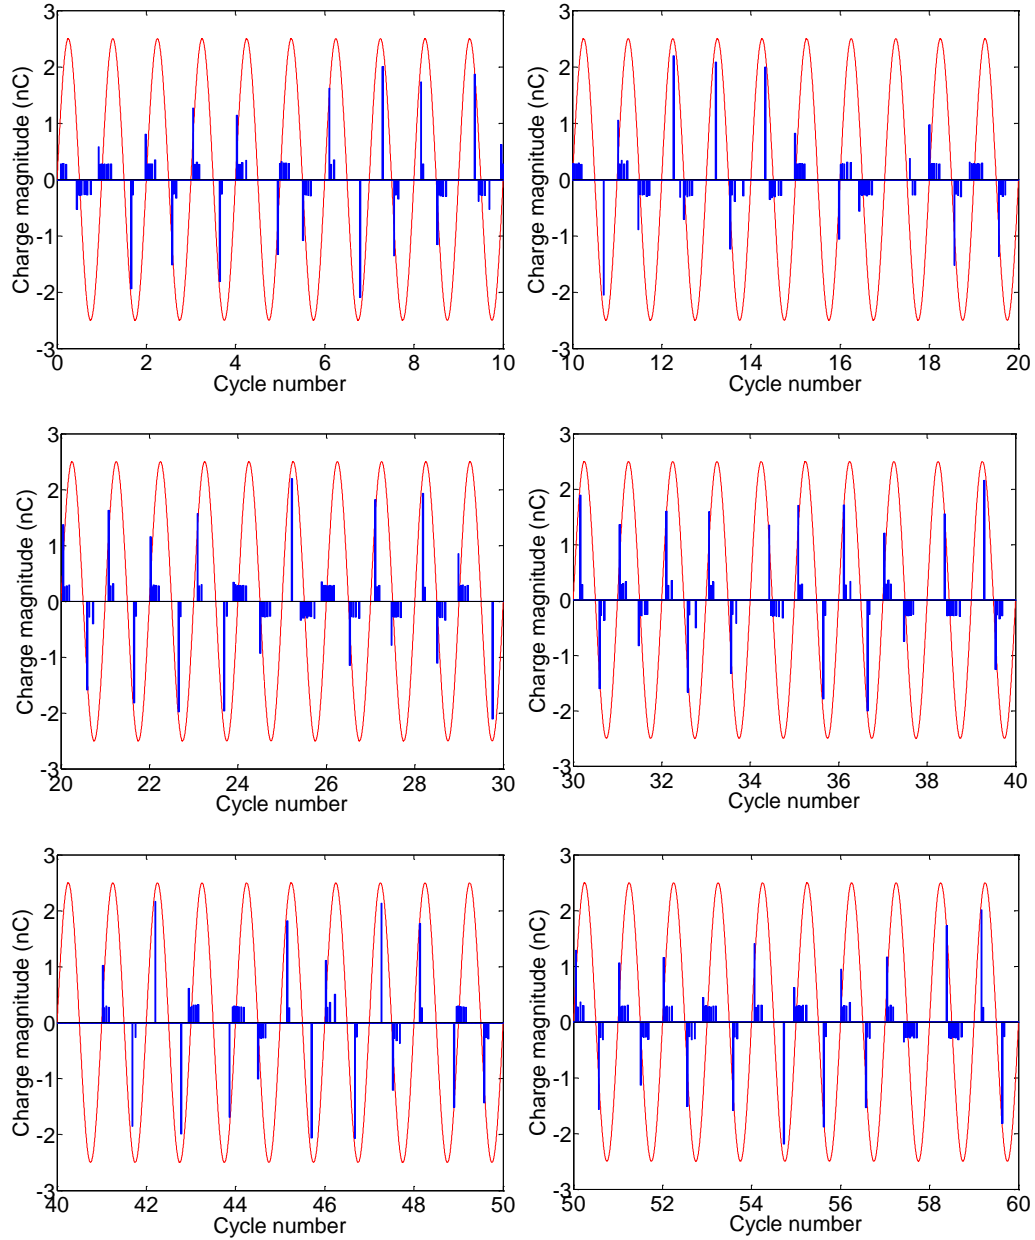 3
2
1
0
-1
-2
-3
Charge magnitude (nC)
0 2 4 6 8 10
Cycle number
3
2
1
0
-1
-2
-3
Charge magnitude (nC)
10 12 14 16 18 20
Cycle number
3
2
1
0
-1
-2
-3
Charge magnitude (nC)
20 22 24 26 28 30
Cycle number
3
2
1
0
-1
-2
-3
Charge magnitude (nC)
30 32 34 36 38 40
Cycle number
3
2
1
0
-1
-2
-3
Charge magnitude (nC)
40 42 44 46 48 50
Cycle number
3
2
1
0
-1
-2
-3
Charge magnitude (nC)
50 52 54 56 58 60
Cycle number